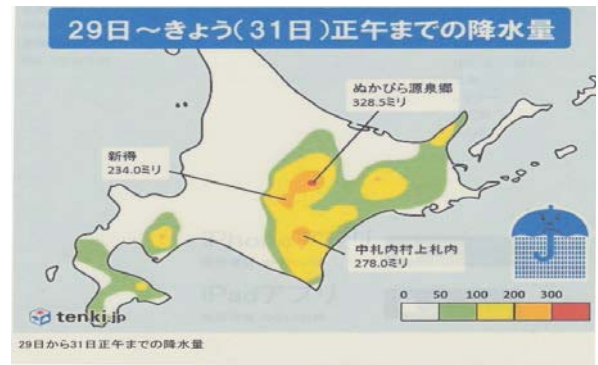 29日～きょう(31日)正午までの降水量
ぬかびら源泉郷
328.5ミリ
新得
234.0ミリ
中札内村上札内
278.0ミリ
0 50 100 200 300
tenki.jp
29日から31日正午までの降水量